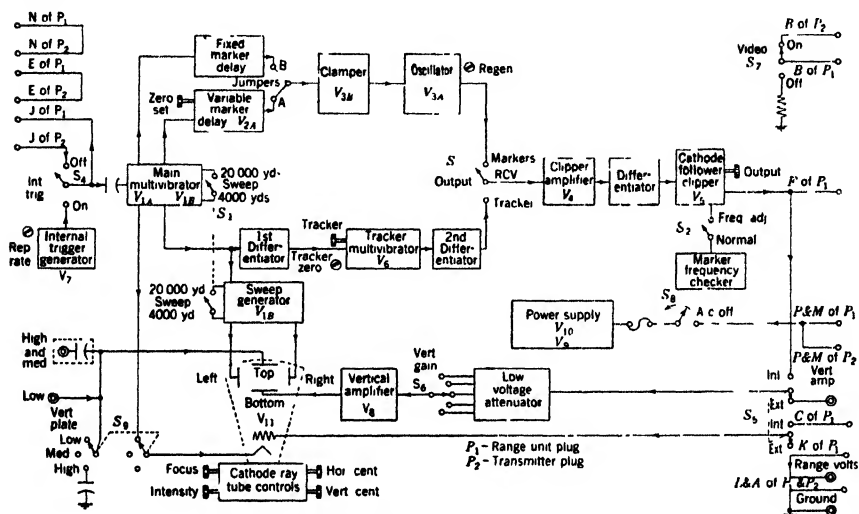 N of P1
N of P2
E of P1
E of P2
J of P1
J of P2
Off
S4
Int trig
On
Rep rate
Internal trigger generator
V7
Fixed marker delay
B
Jumpers
A
Zero set
Variable marker delay
V2A
Clamper
V3B
Oscillator
V3A
Regen
Main multivibrator
V1A V1B
20 000 yd-
Sweep
4000 yds
S1
Tracker
1st Differ-
entiator
Tracker zero
Tracker multivibrator
V6
2nd Differ-
entiator
20 000 yd
Sweep
4000 yd
Sweep generator
V1B
S
Output
Markers
RCV
Tracker
Clipper amplifier
V4
Differ-
entiator
Cathode follower clipper
V5
Output
F of P1
Freq adj
S2
Normal
Marker frequency checker
Video
S7
On
Off
R of P2
B of P1
Power supply
V10
V9
S8
A c off
P&M of P1
P&M of P2
High and med
Low
Vert plate
Left
Top
Right
Bottom
V11
Vertical amplifier
V8
Vert gain
S6
Low voltage attenuator
Int
Ext
Vert amp
S5
Int
Ext
C of P1
K of P1
Range volts
I&A of P &P2
Ground
S9
Low
Med
High
P1 - Range unit plug
P2 - Transmitter plug
Focus
Intensity
Cathode ray tube controls
Hor cent
Vert cent